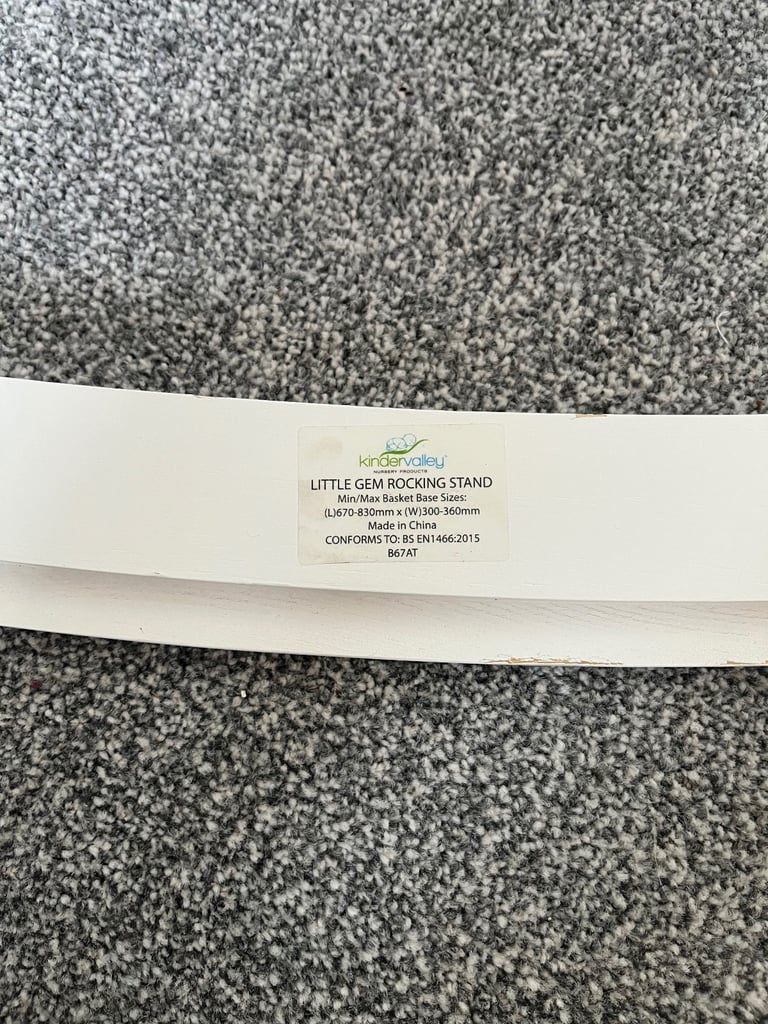 kindervalley
NURSERY PRODUCTS
LITTLE GEM ROCKING STAND
Min/Max Basket Base Sizes:
(L)670-830mm x (W)300-360mm
Made in China
CONFORMS TO: BS EN1466:2015
B67AT